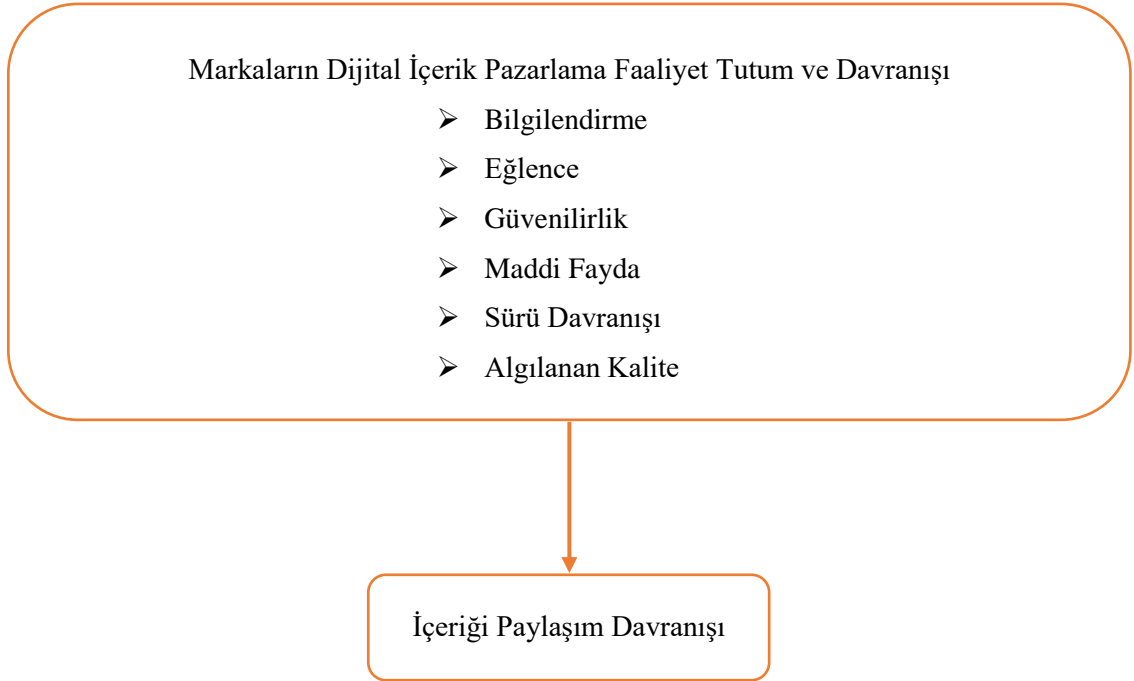 Markaların Dijital İçerik Pazarlama Faaliyet Tutum ve Davranışı
➢ Bilgilendirme
➢ Eğlence
➢ Güvenilirlik
➢ Maddi Fayda
➢ Sürü Davranışı
➢ Algılanan Kalite
İçeriği Paylaşım Davranışı